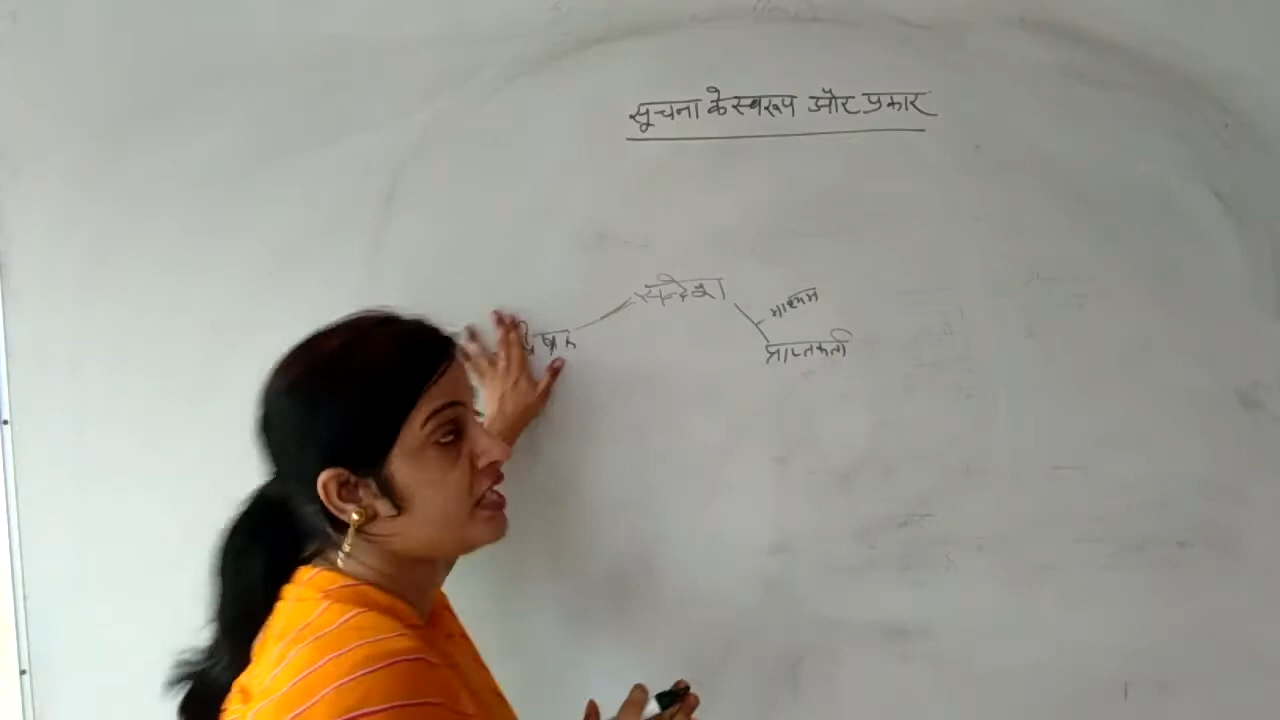 सूचना के स्वरूप और प्रकार
सन्देश
माध्यम
प्राप्तकर्ता